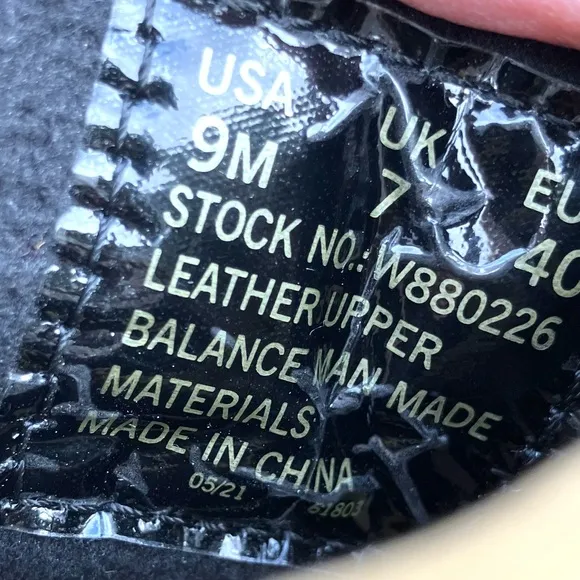 USA UK EU
9M 7 40
STOCK NO.: W880226
LEATHER UPPER
BALANCE MAN MADE
MATERIALS
MADE IN CHINA
05/21 61803